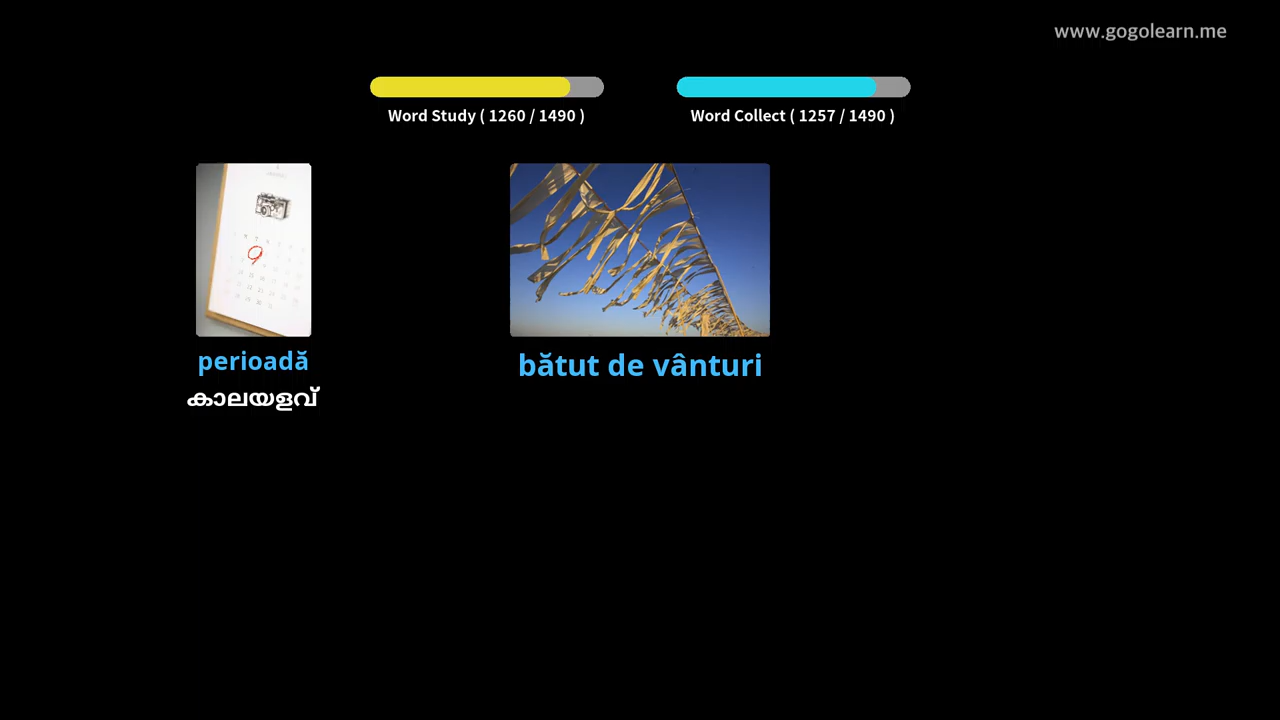 www.gogolearn.me
Word Study ( 1260 / 1490 )
Word Collect ( 1257 / 1490 )
perioadă
കാലയളവ്
bătut de vânturi